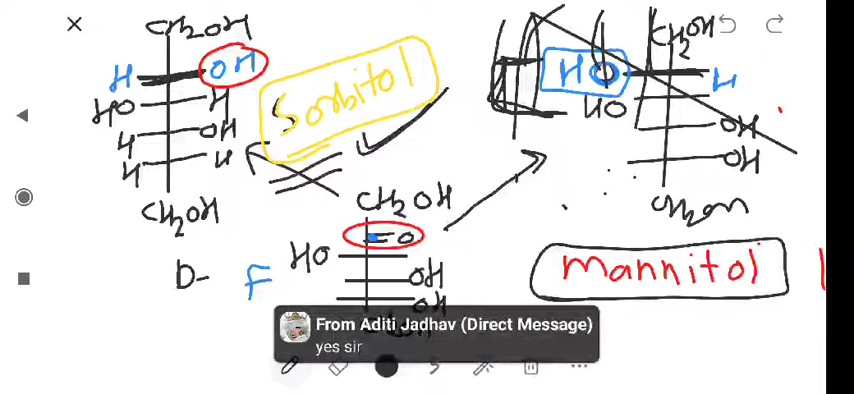 CH2OH
H OH
HO H
H OH
H H
CH2OH
Sorbitol
CH2OH
HO H
HO
OH
OH
CH2OH
=O
HO
OH
OH
D- F
mannitol
From Aditi Jadhav (Direct Message)
yes sir